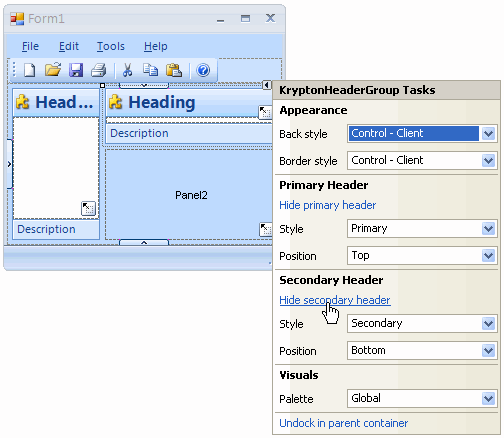 Form1
File Edit Tools Help
Head... Heading
Description
Panel2
Description
KryptonHeaderGroup Tasks
Appearance
Back style Control - Client
Border style Control - Client
Primary Header
Hide primary header
Style Primary
Position Top
Secondary Header
Hide secondary header
Style Secondary
Position Bottom
Visuals
Palette Global
Undock in parent container